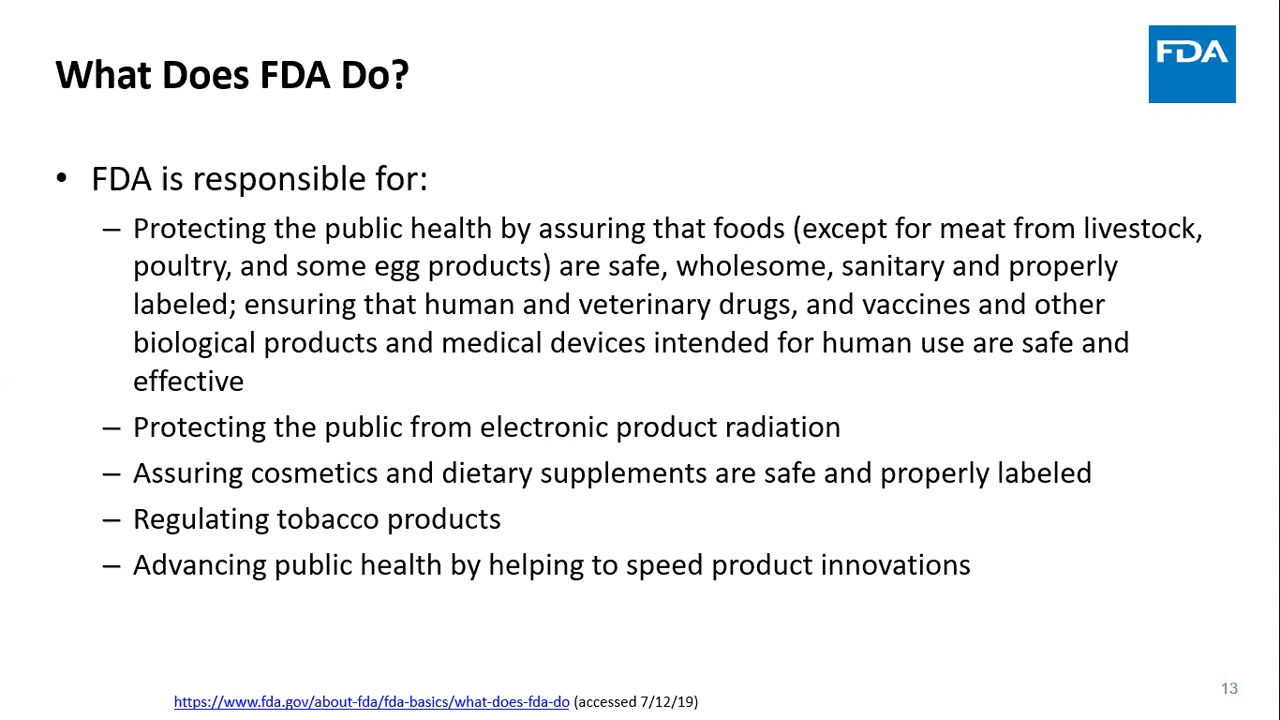 What Does FDA Do?
FDA
• FDA is responsible for:
– Protecting the public health by assuring that foods (except for meat from livestock,
poultry, and some egg products) are safe, wholesome, sanitary and properly
labeled; ensuring that human and veterinary drugs, and vaccines and other
biological products and medical devices intended for human use are safe and
effective
– Protecting the public from electronic product radiation
– Assuring cosmetics and dietary supplements are safe and properly labeled
– Regulating tobacco products
– Advancing public health by helping to speed product innovations
https://www.fda.gov/about-fda/fda-basics/what-does-fda-do (accessed 7/12/19)
13